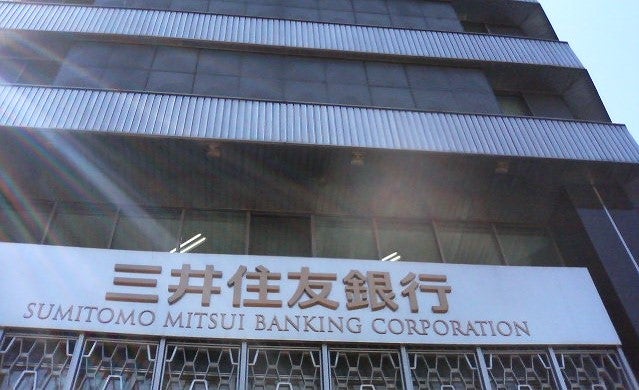 三井住友銀行
SUMITOMO MITSUI BANKING CORPORATION